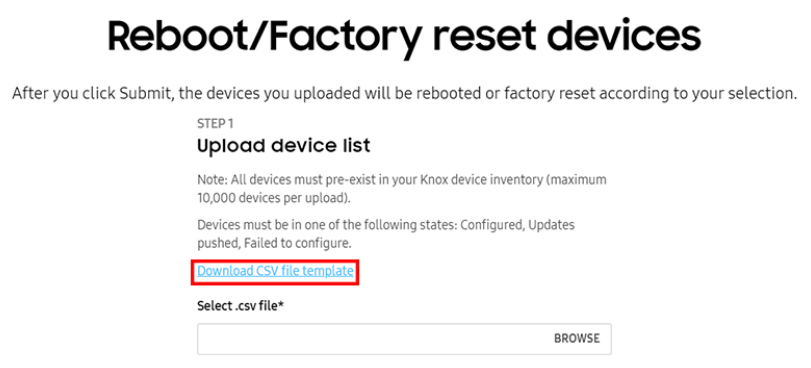 Reboot/Factory reset devices
After you click Submit, the devices you uploaded will be rebooted or factory reset according to your selection.
STEP 1
Upload device list
Note: All devices must pre-exist in your Knox device inventory (maximum
10,000 devices per upload).
Devices must be in one of the following states: Configured, Updates
pushed, Failed to configure.
Download CSV file template
Select .csv file*
BROWSE